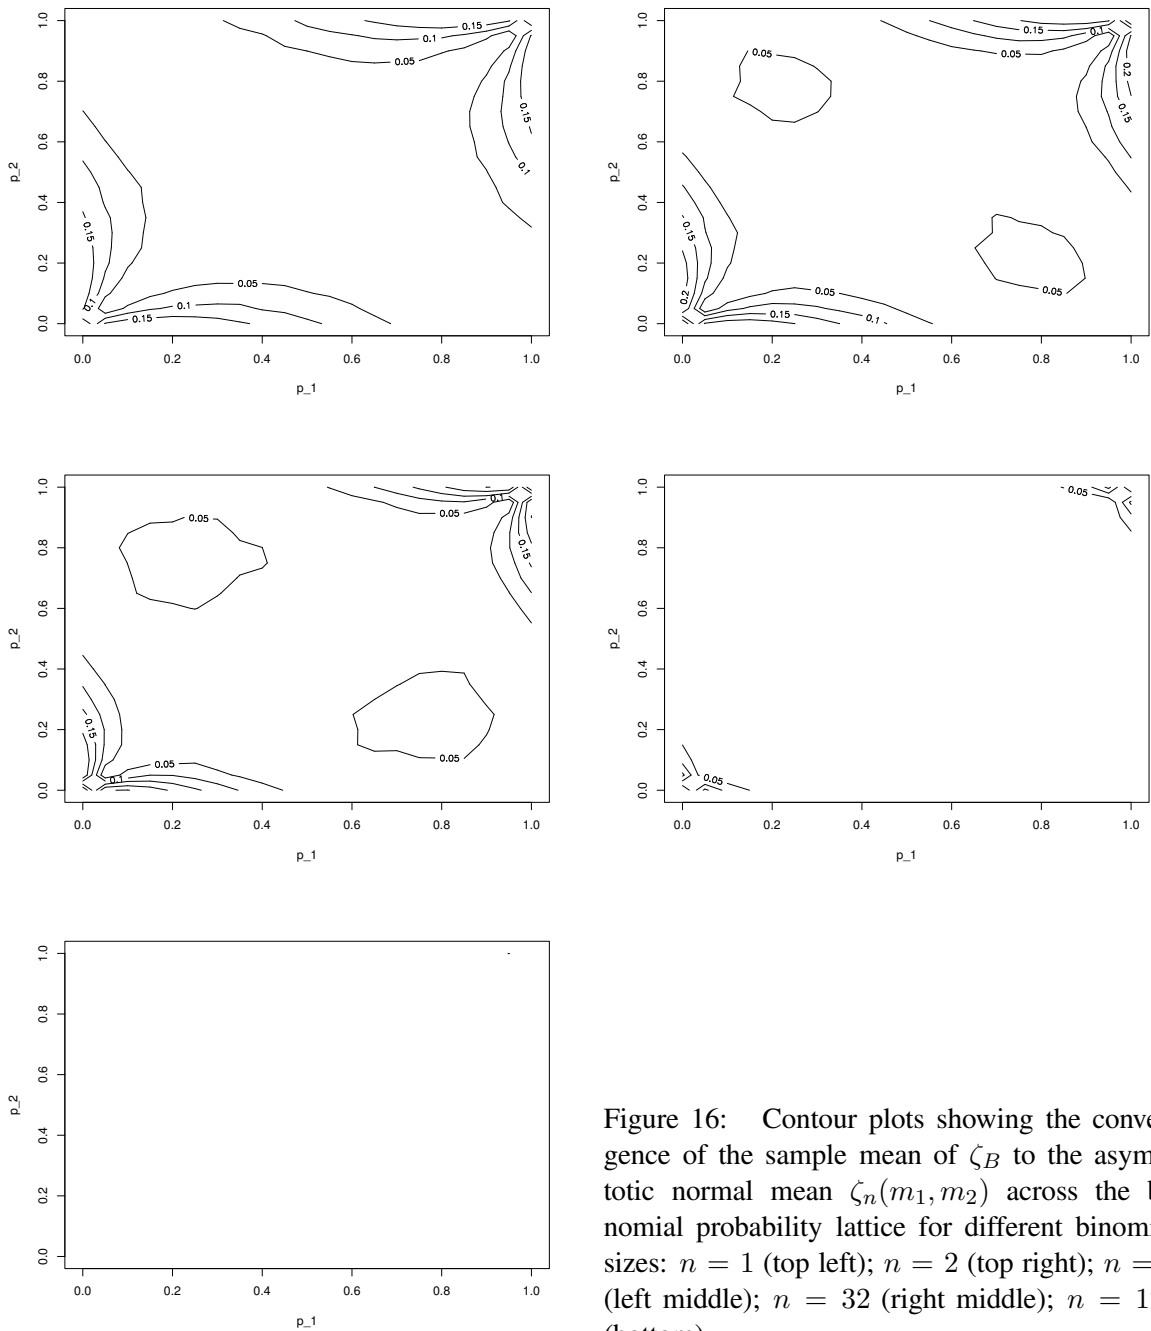 0.15
0.1
0.05
0.15
0.1
0.15
0.1
0.05
0.1
0.15
0.0 0.2 0.4 0.6 0.8 1.0
p_2
0.0 0.2 0.4 0.6 0.8 1.0
p_1
0.15
0.1
0.05
0.2
0.15
0.05
0.15
0.2
0.05
0.15
0.1
0.05
0.0 0.2 0.4 0.6 0.8 1.0
p_2
0.0 0.2 0.4 0.6 0.8 1.0
p_1
0.1
0.05
0.15
0.05
0.15
0.1
0.05
0.05
0.0 0.2 0.4 0.6 0.8 1.0
p_2
0.0 0.2 0.4 0.6 0.8 1.0
p_1
0.05
0.05
0.0 0.2 0.4 0.6 0.8 1.0
p_2
0.0 0.2 0.4 0.6 0.8 1.0
p_1
0.0 0.2 0.4 0.6 0.8 1.0
p_2
0.0 0.2 0.4 0.6 0.8 1.0
p_1
Figure 16: Contour plots showing the conve
gence of the sample mean of ζ_B to the asym
totic normal mean ζ_n(m_1, m_2) across the b
nomial probability lattice for different binomi
sizes: n = 1 (top left); n = 2 (top right); n =
(left middle); n = 32 (right middle); n = 1
(bottom)